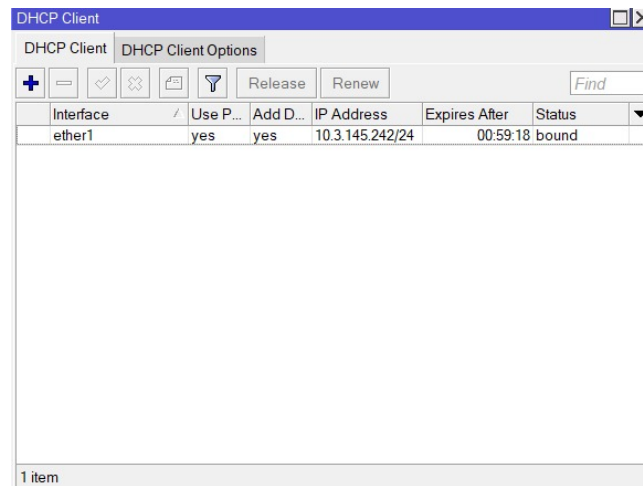 DHCP Client
DHCP Client DHCP Client Options
Release Renew Find
Interface Use P... Add D... IP Address Expires After Status
ether1 yes yes 10.3.145.242/24 00:59:18 bound
1 item